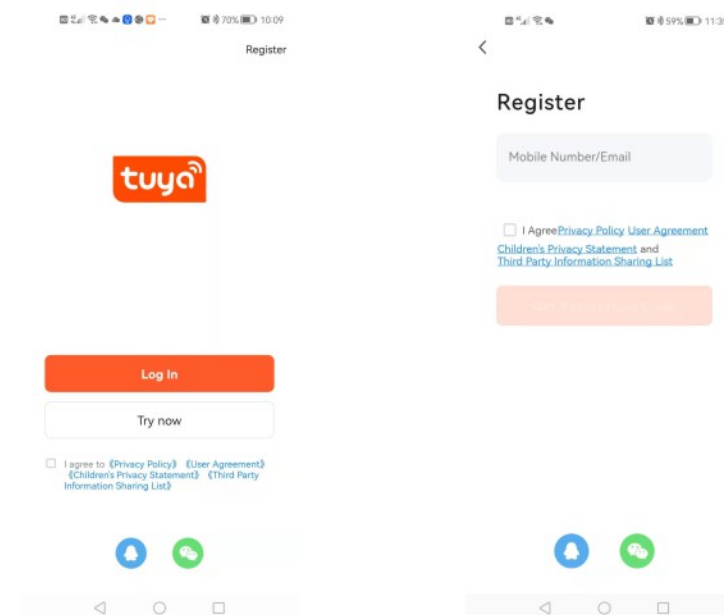 70% 10:09
Register
tuya
Log In
Try now
I agree to 《Privacy Policy》 《User Agreement》
《Children's Privacy Statement》 《Third Party
Information Sharing List》
59% 11:3
Register
Mobile Number/Email
I Agree Privacy Policy User Agreement
Children's Privacy Statement and
Third Party Information Sharing List